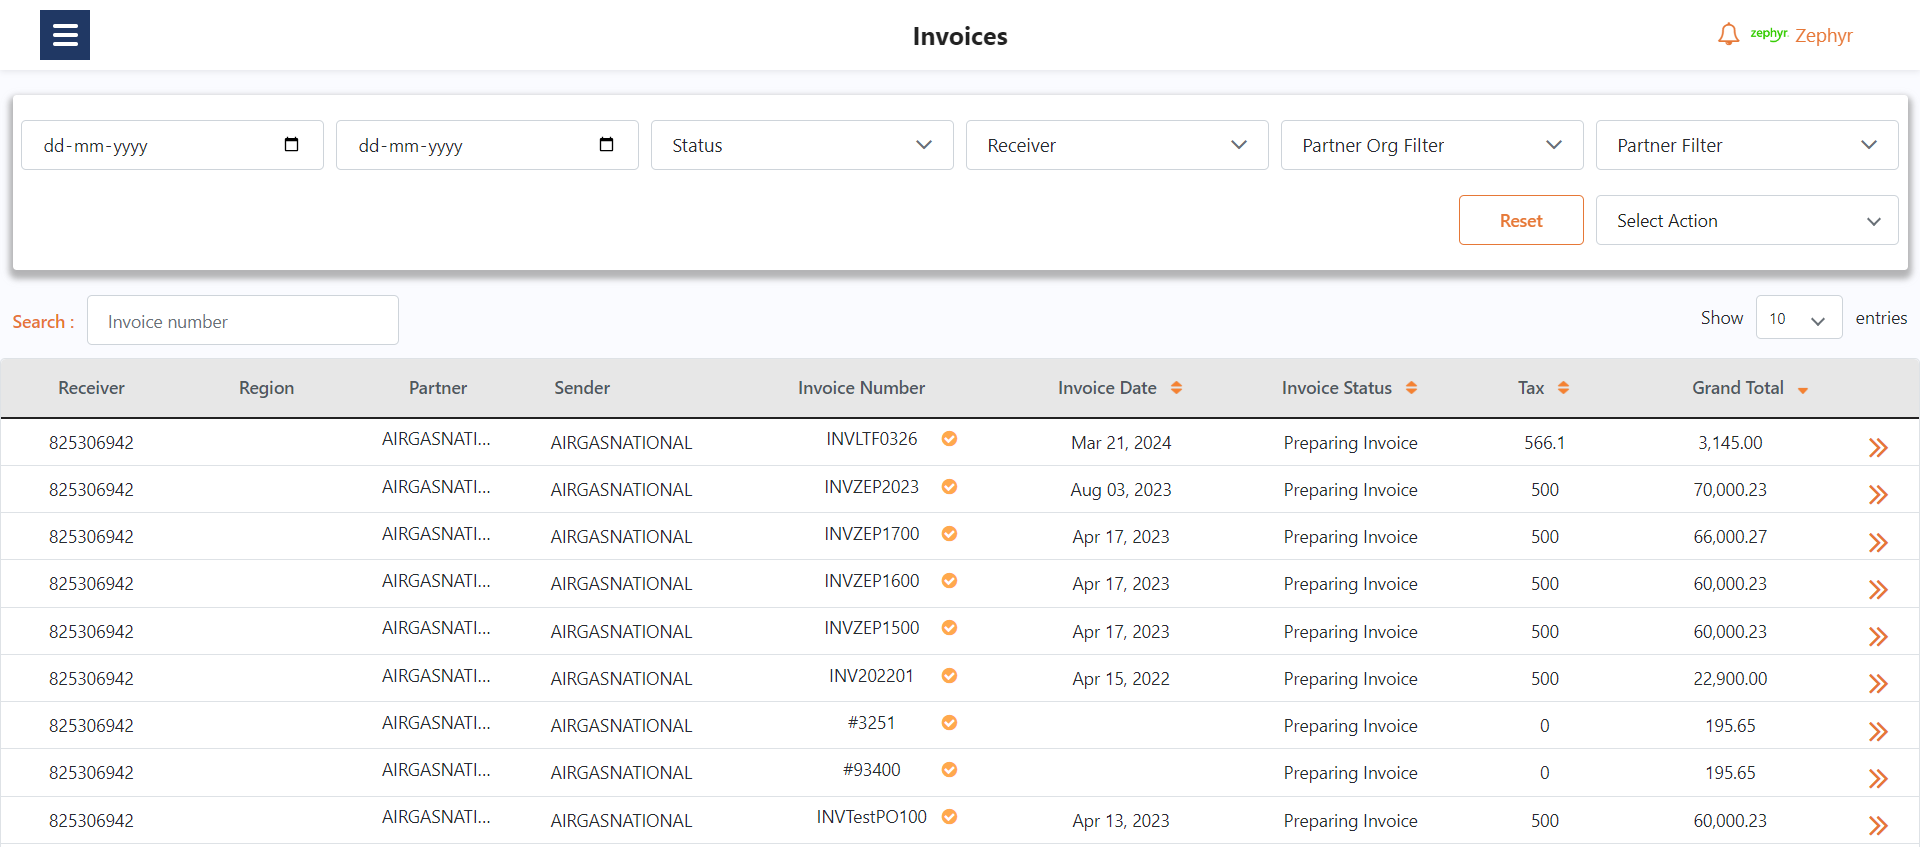 Invoices
zephyr Zephyr
dd-mm-yyyy dd-mm-yyyy Status Receiver Partner Org Filter Partner Filter
Reset Select Action
Search : Invoice number Show 10 entries
Receiver Region Partner Sender Invoice Number Invoice Date Invoice Status Tax Grand Total
825306942 AIRGASNATI... AIRGASNATIONAL INVLTF0326 Mar 21, 2024 Preparing Invoice 566.1 3,145.00
825306942 AIRGASNATI... AIRGASNATIONAL INVZEP2023 Aug 03, 2023 Preparing Invoice 500 70,000.23
825306942 AIRGASNATI... AIRGASNATIONAL INVZEP1700 Apr 17, 2023 Preparing Invoice 500 66,000.27
825306942 AIRGASNATI... AIRGASNATIONAL INVZEP1600 Apr 17, 2023 Preparing Invoice 500 60,000.23
825306942 AIRGASNATI... AIRGASNATIONAL INVZEP1500 Apr 17, 2023 Preparing Invoice 500 60,000.23
825306942 AIRGASNATI... AIRGASNATIONAL INV202201 Apr 15, 2022 Preparing Invoice 500 22,900.00
825306942 AIRGASNATI... AIRGASNATIONAL #3251 Preparing Invoice 0 195.65
825306942 AIRGASNATI... AIRGASNATIONAL #93400 Preparing Invoice 0 195.65
825306942 AIRGASNATI... AIRGASNATIONAL INVTestPO100 Apr 13, 2023 Preparing Invoice 500 60,000.23